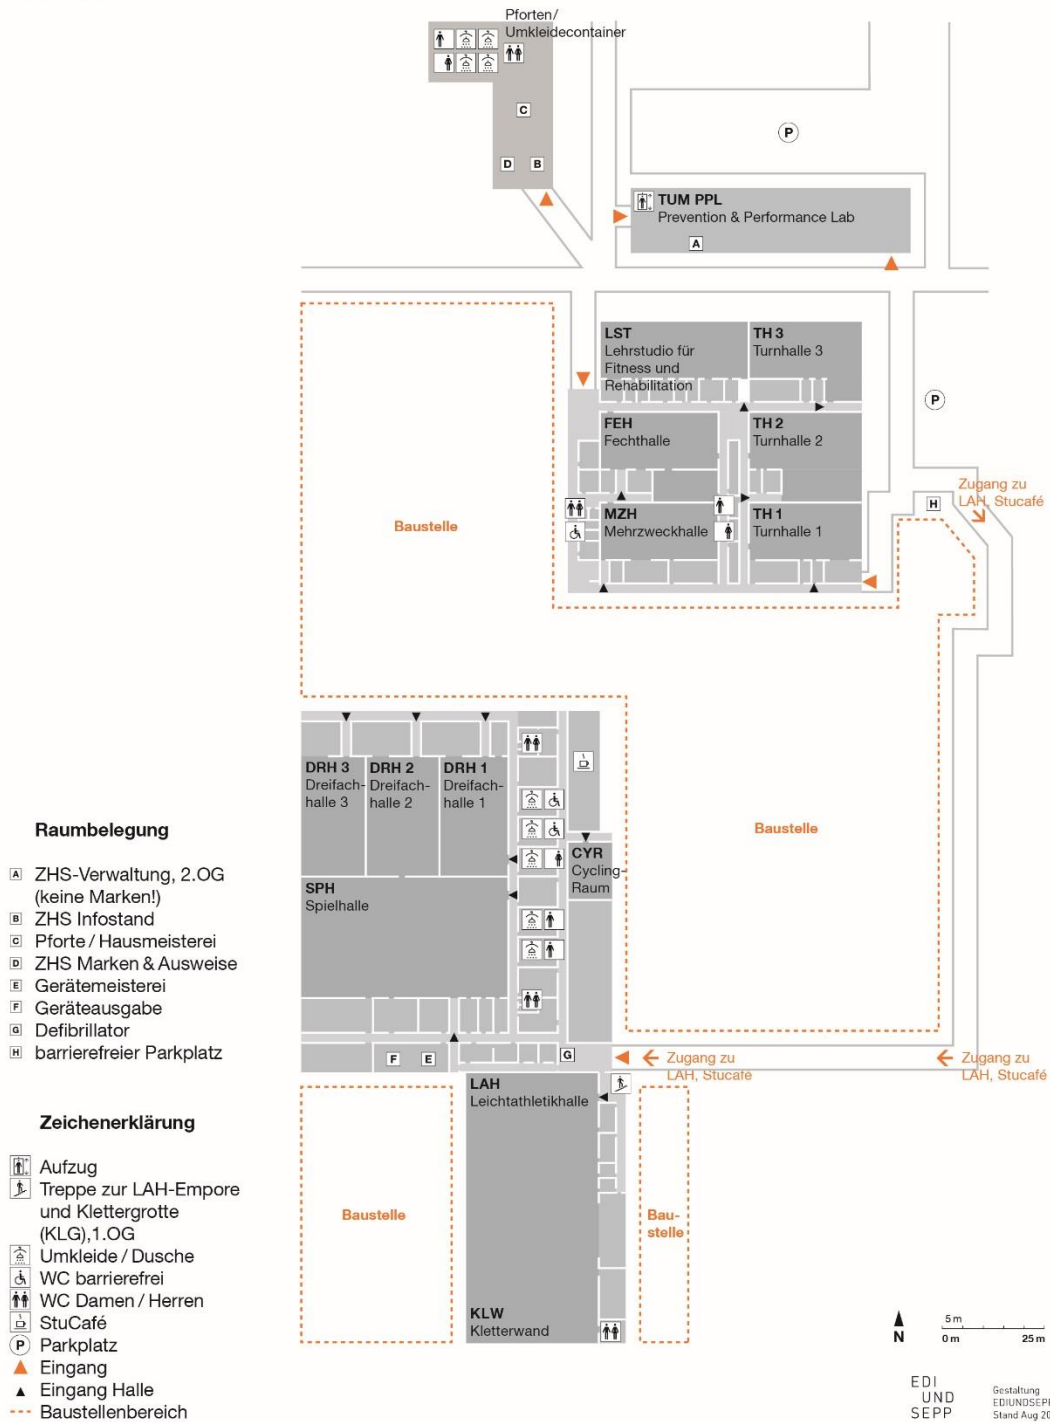 Pforten/
Umkleidecontainer
C
D
B
P
TUM PPL
Prevention & Performance Lab
A
LST
Lehrstudio für
Fitness und
Rehabilitation
TH 3
Turnhalle 3
P
FEH
Fechthalle
TH 2
Turnhalle 2
Zugang zu
LAH, Stucafé
H
Baustelle
MZH
Mehrzweckhalle
TH 1
Turnhalle 1
DRH 3
Dreifach-
halle 3
DRH 2
Dreifach-
halle 2
DRH 1
Dreifach-
halle 1
Baustelle
CYR
Cycling-
Raum
SPH
Spielhalle
F
E
G
Zugang zu
LAH, Stucafé
Zugang zu
LAH, Stucafé
LAH
Leichtathletikhalle
Baustelle
Bau-
stelle
KLW
Kletterwand
Raumbelegung
A ZHS-Verwaltung, 2.OG
(keine Marken!)
B ZHS Infostand
C Pforte / Hausmeisterei
D ZHS Marken & Ausweise
E Gerätemeisterei
F Geräteausgabe
G Defibrillator
H barrierefreier Parkplatz
Zeichenerklärung
Aufzug
Treppe zur LAH-Empore
und Klettergrotte
(KLG),1.OG
Umkleide / Dusche
WC barrierefrei
WC Damen / Herren
StuCafé
P Parkplatz
Eingang
Eingang Halle
Baustellenbereich
N
5 m
0 m 25 m
EDI
UND
SEPP
Gestaltung
EDIUNDSEPP
Stand Aug 20